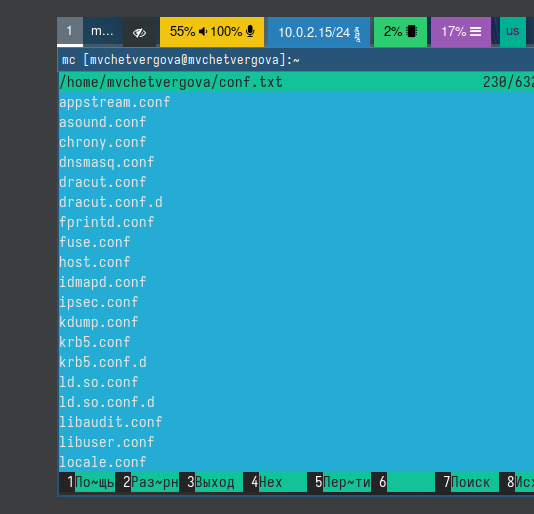 1 m... 55% 100% 10.0.2.15/24 2% 17% us
mc [mvchetvergova@mvchetvergova]:~
/home/mvchetvergova/conf.txt 230/632
appstream.conf
asound.conf
chrony.conf
dnsmasq.conf
dracut.conf
dracut.conf.d
fprintd.conf
fuse.conf
host.conf
idmapd.conf
ipsec.conf
kdump.conf
krb5.conf
krb5.conf.d
ld.so.conf
ld.so.conf.d
libaudit.conf
libuser.conf
locale.conf
1По~щь 2Раз~рн 3Выход 4Hex 5Пер~ти 6 7Поиск 8Исх